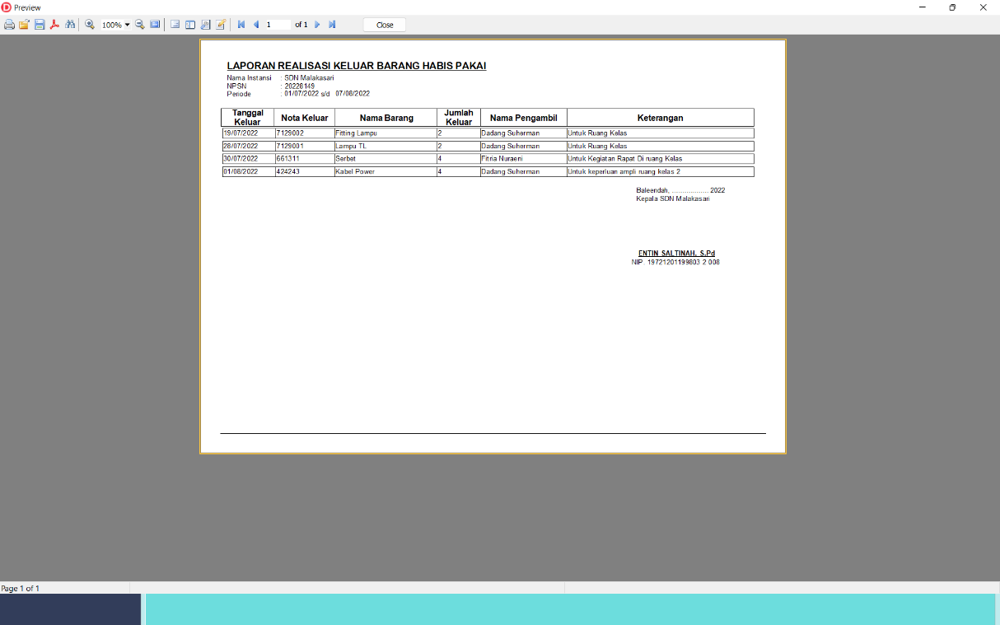 Preview
100%
1
of 1
Close
LAPORAN REALISASI KELUAR BARANG HABIS PAKAI
Nama Instansi : SDN Malakasari
NPSN : 20228149
Periode : 01/07/2022 s/d 07/08/2022
Tanggal Keluar Nota Keluar Nama Barang Jumlah Keluar Nama Pengambil Keterangan
19/07/2022 7129002 Fitting Lampu 2 Dadang Suherman Untuk Ruang Kelas
28/07/2022 7129001 Lampu TL 2 Dadang Suherman Untuk Ruang Kelas
30/07/2022 661311 Serbet 4 Fitria Nuraeni Untuk Kegiatan Rapat Di ruang Kelas
01/08/2022 424243 Kabel Power 4 Dadang Suherman Untuk keperluan ampli ruang kelas 2
Baleendah, .................. 2022
Kepala SDN Malakasari
ENTIN SALTINAH, S.Pd
NIP. 19721201199803 2 008
Page 1 of 1